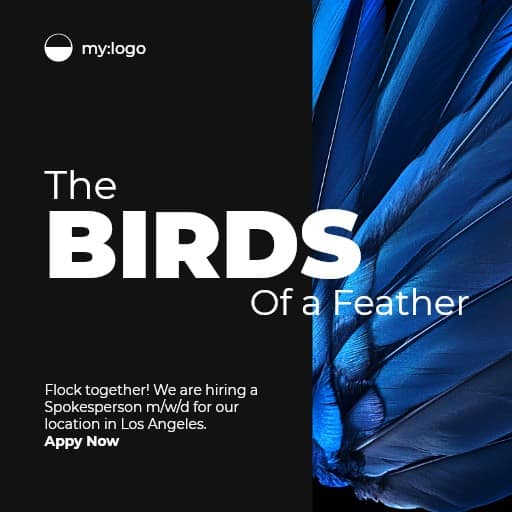 my:logo
The
BIRDS
Of a Feather
Flock together! We are hiring a
Spokesperson m/w/d for our
location in Los Angeles.
Appy Now